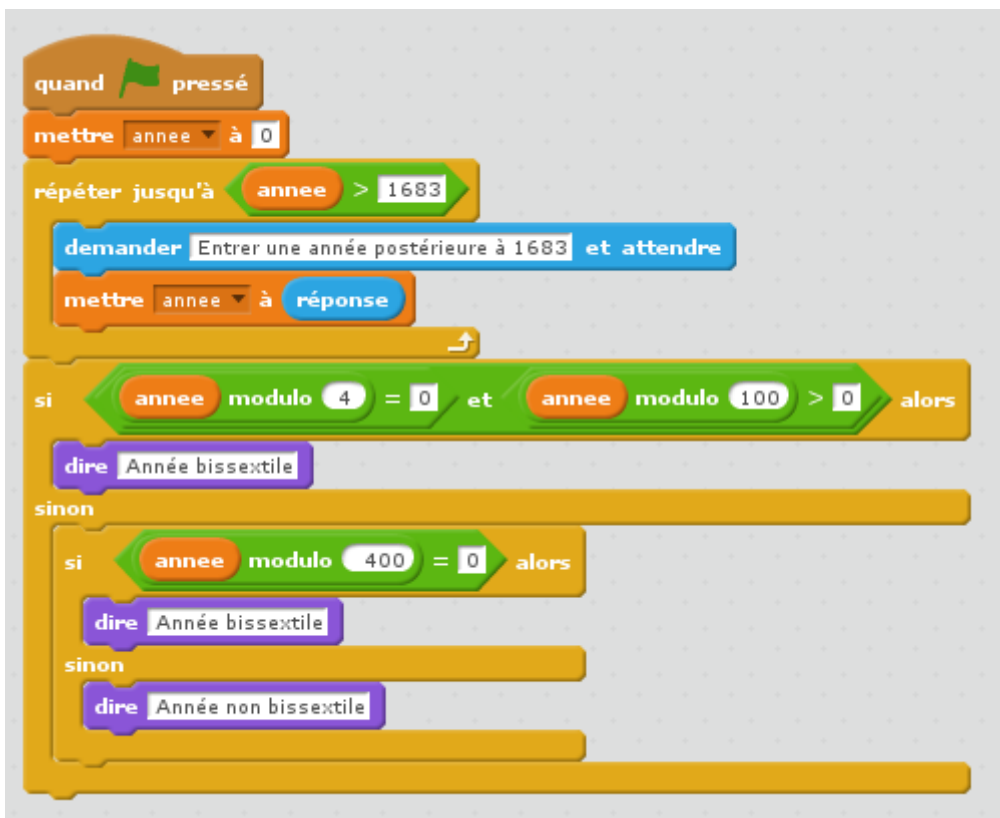 quand pressé
mettre annee à 0
répéter jusqu'à annee > 1683
demander Entrer une année postérieure à 1683 et attendre
mettre annee à réponse
si annee modulo 4 = 0 et annee modulo 100 > 0 alors
dire Année bissextile
sinon
si annee modulo 400 = 0 alors
dire Année bissextile
sinon
dire Année non bissextile